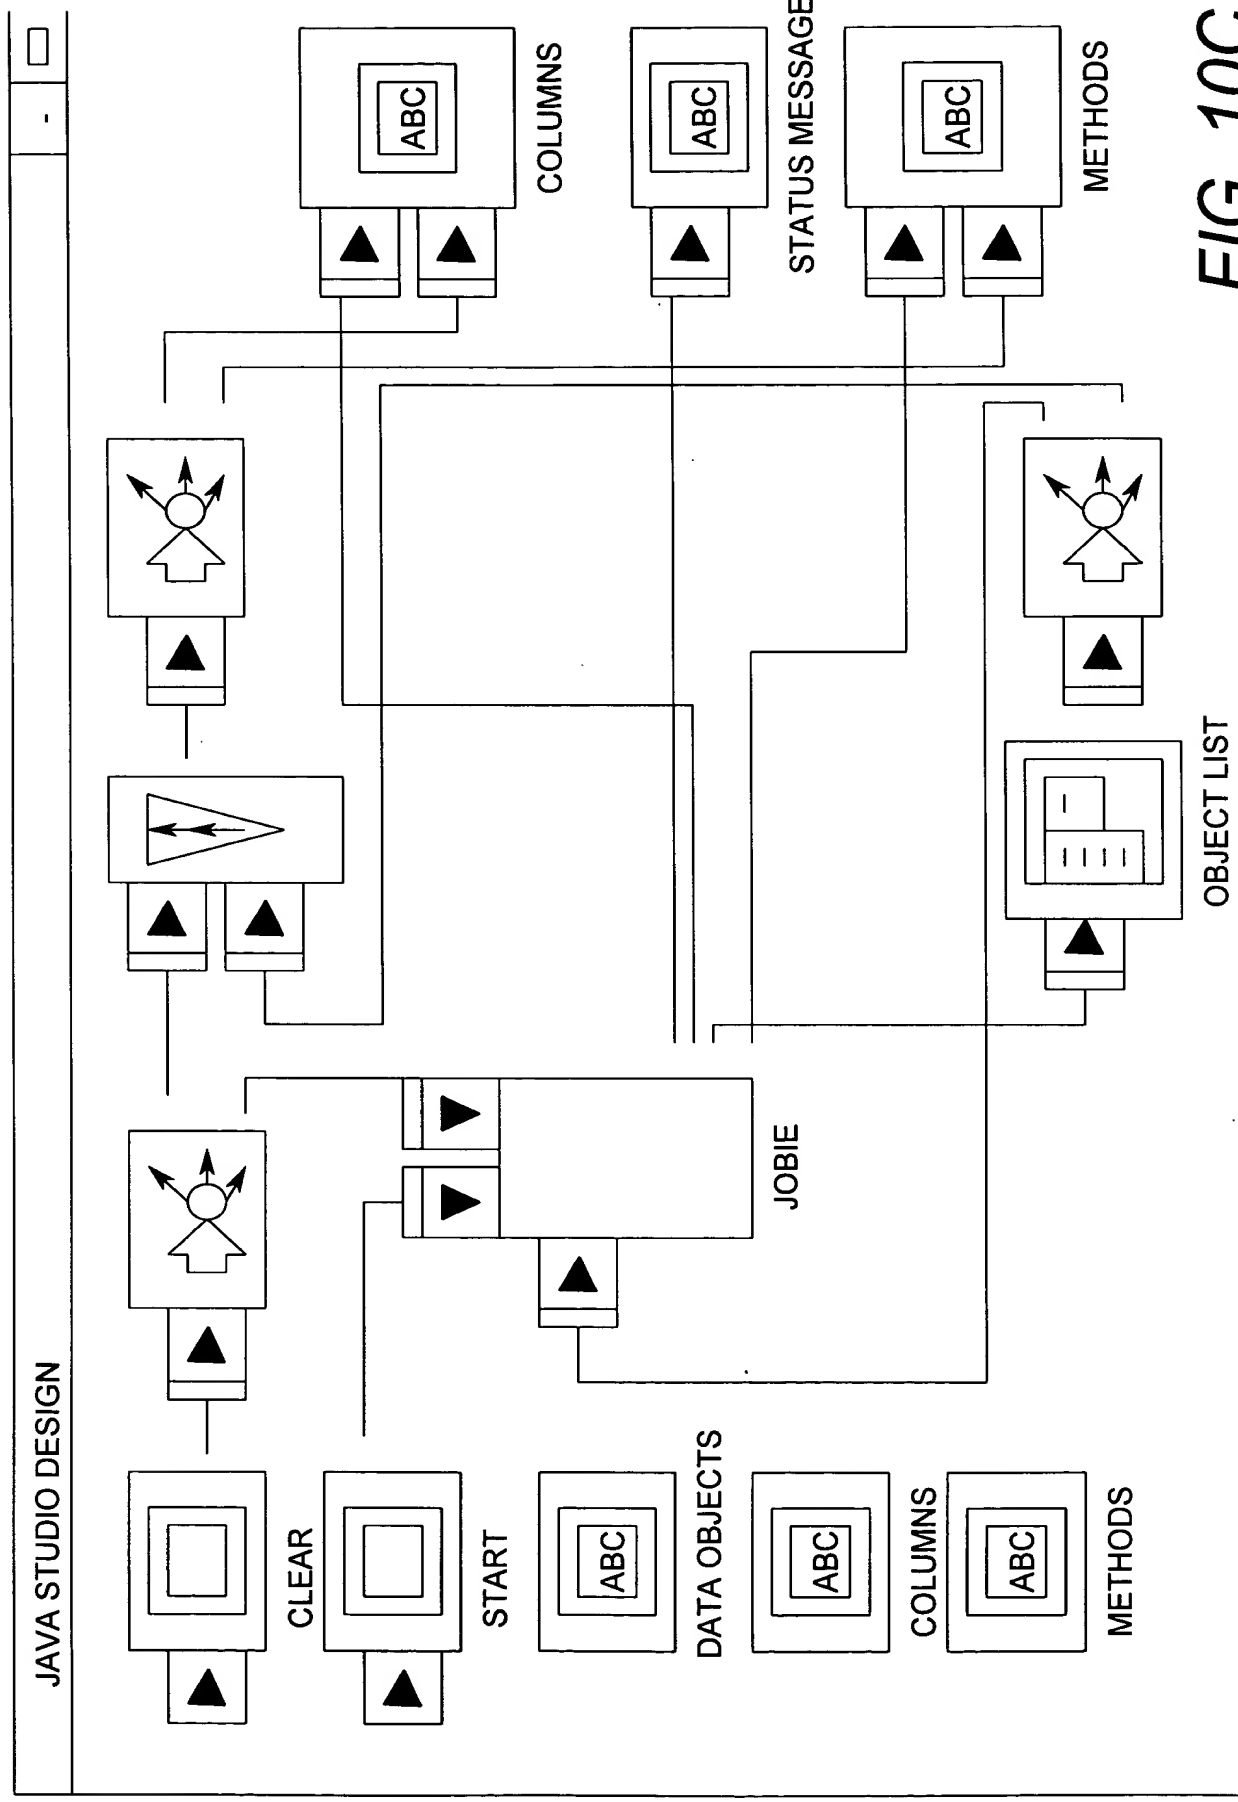 JAVA STUDIO DESIGN
CLEAR
START
ABC
DATA OBJECTS
ABC
COLUMNS
ABC
METHODS
JOBIE
OBJECT LIST
ABC
COLUMNS
ABC
STATUS MESSAGE
ABC
METHODS
FIG. 10C